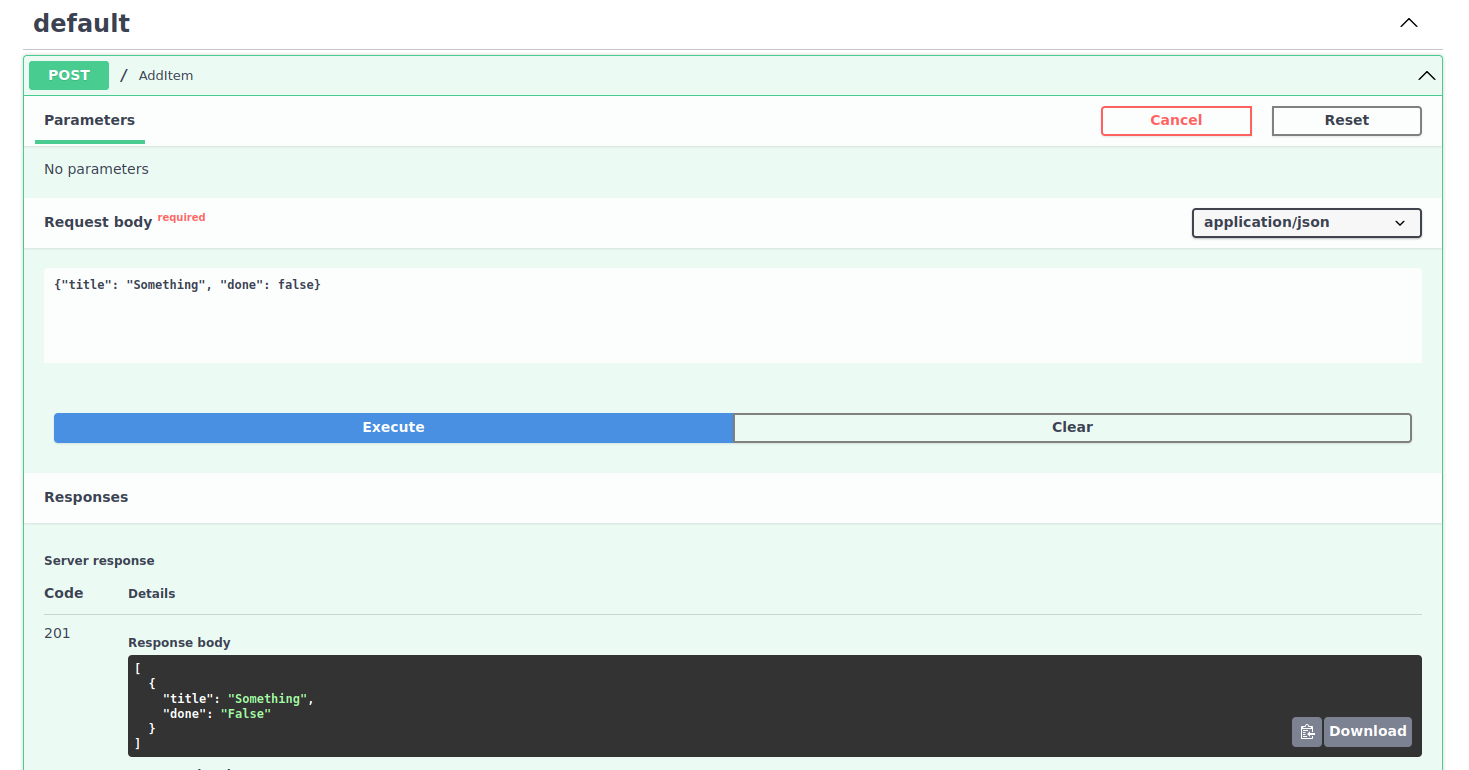 default
POST / AddItem
Parameters Cancel Reset
No parameters
Request body required application/json
{"title": "Something", "done": false}
Execute Clear
Responses
Server response
Code Details
201
Response body
[
{
"title": "Something",
"done": "False"
}
]
Download